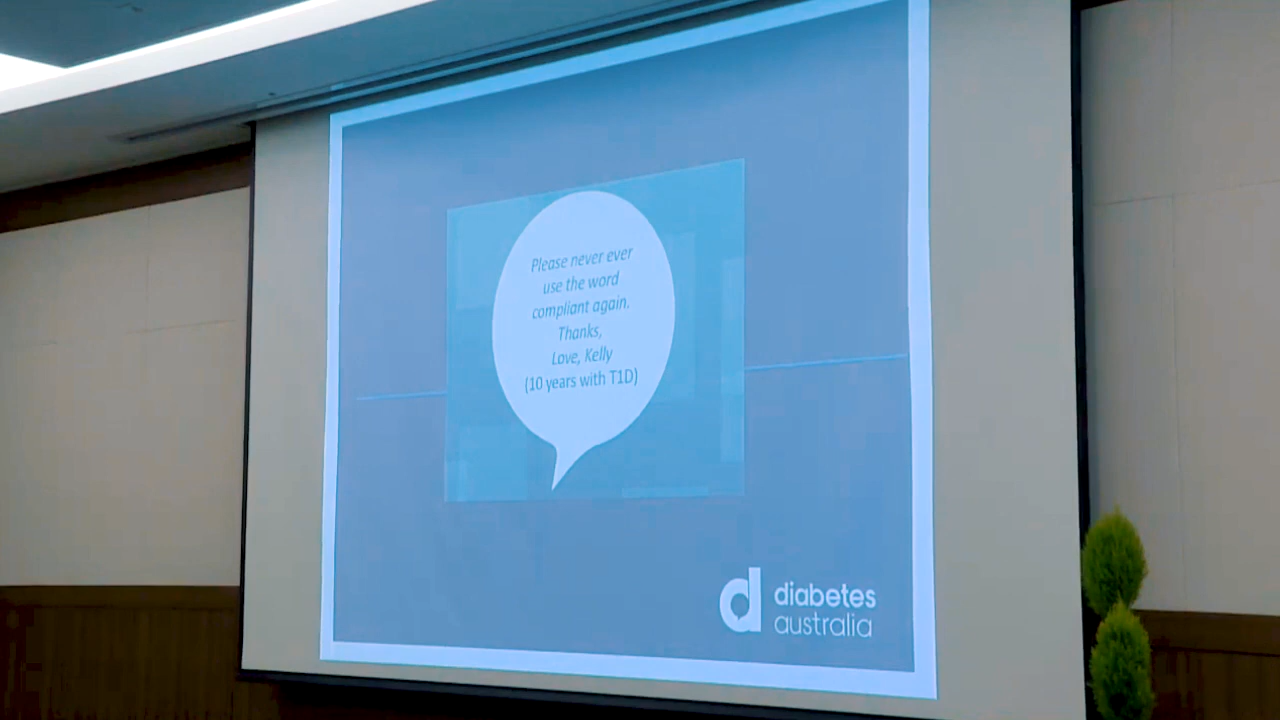 Please never ever
use the word
compliant again.
Thanks,
Love, Kelly
(10 years with T1D)
diabetes
australia